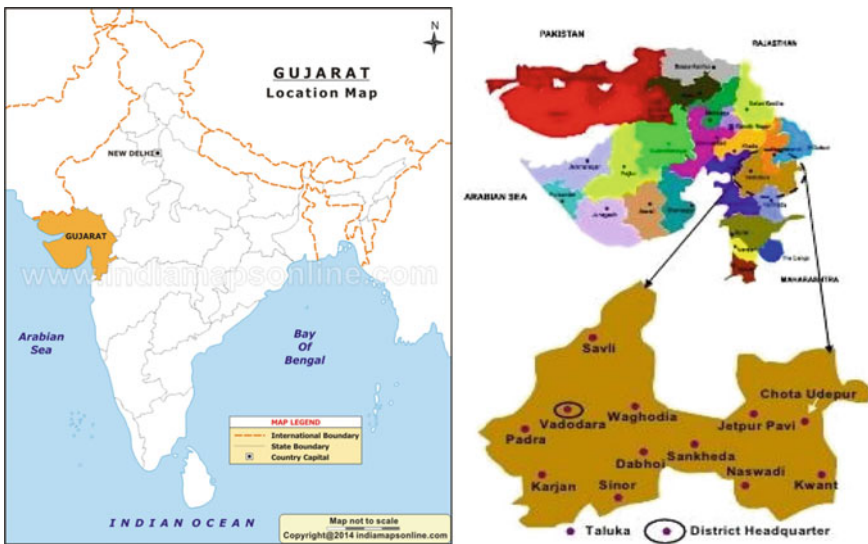 N
GUJARAT
Location Map
NEW DELHI
GUJARAT
www.indiamapsonline.com
Arabian
Sea
Bay
Of
Bengal
MAP LEGEND
International Boundary
State Boundary
Country Capital
INDIAN OCEAN
Map not to scale
Copyright@2014 indiamapsonline.com
PAKISTAN
RAJASTHAN
ARABIAN SEA
MAHARASHTRA
Savli
Chota Udepur
Vadodara
Waghodia
Jetpur Pavi
Padra
Sankheda
Dabhoi
Naswadi
Kwant
Karjan
Sinor
Taluka
District Headquarter